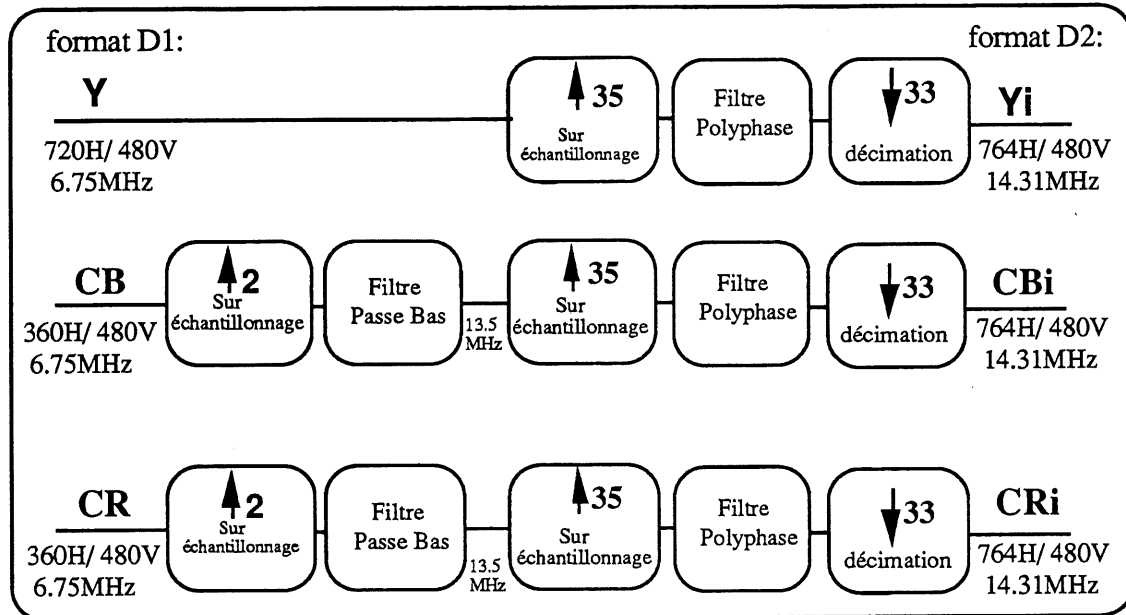 format D1:
format D2:
Y
720H/ 480V
6.75MHz
35
Sur
échantillonnage
Filtre
Polyphase
33
décimation
Yi
764H/ 480V
14.31MHz
CB
360H/ 480V
6.75MHz
2
Sur
échantillonnage
Filtre
Passe Bas
13.5
MHz
35
Sur
échantillonnage
Filtre
Polyphase
33
décimation
CBi
764H/ 480V
14.31MHz
CR
360H/ 480V
6.75MHz
2
Sur
échantillonnage
Filtre
Passe Bas
13.5
MHz
35
Sur
échantillonnage
Filtre
Polyphase
33
décimation
CRi
764H/ 480V
14.31MHz